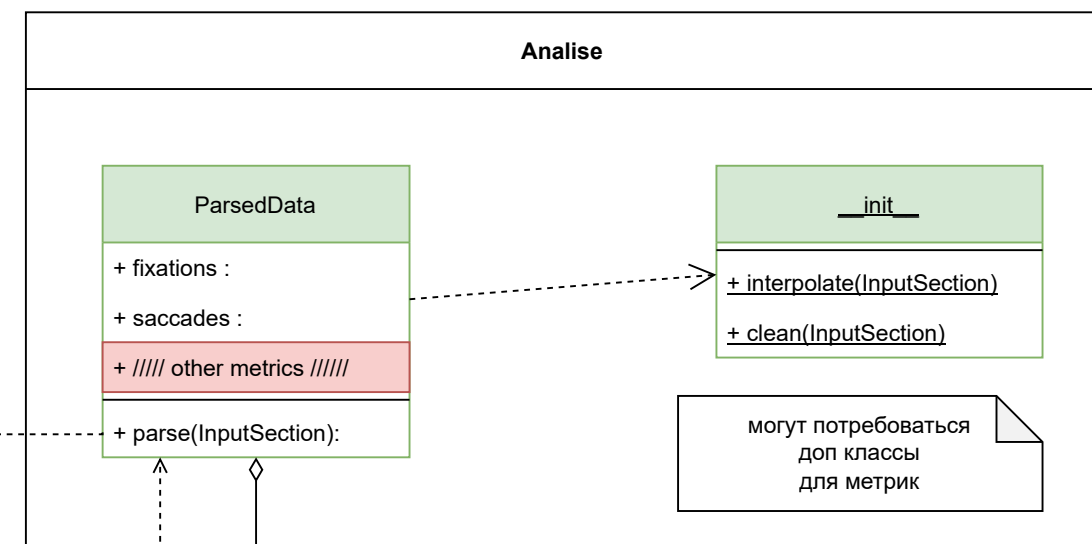 Analise
ParsedData
+ fixations :
+ saccades :
+ ///// other metrics //////
+ parse(InputSection):
__init__
+ interpolate(InputSection)
+ clean(InputSection)
могут потребоваться
доп классы
для метрик